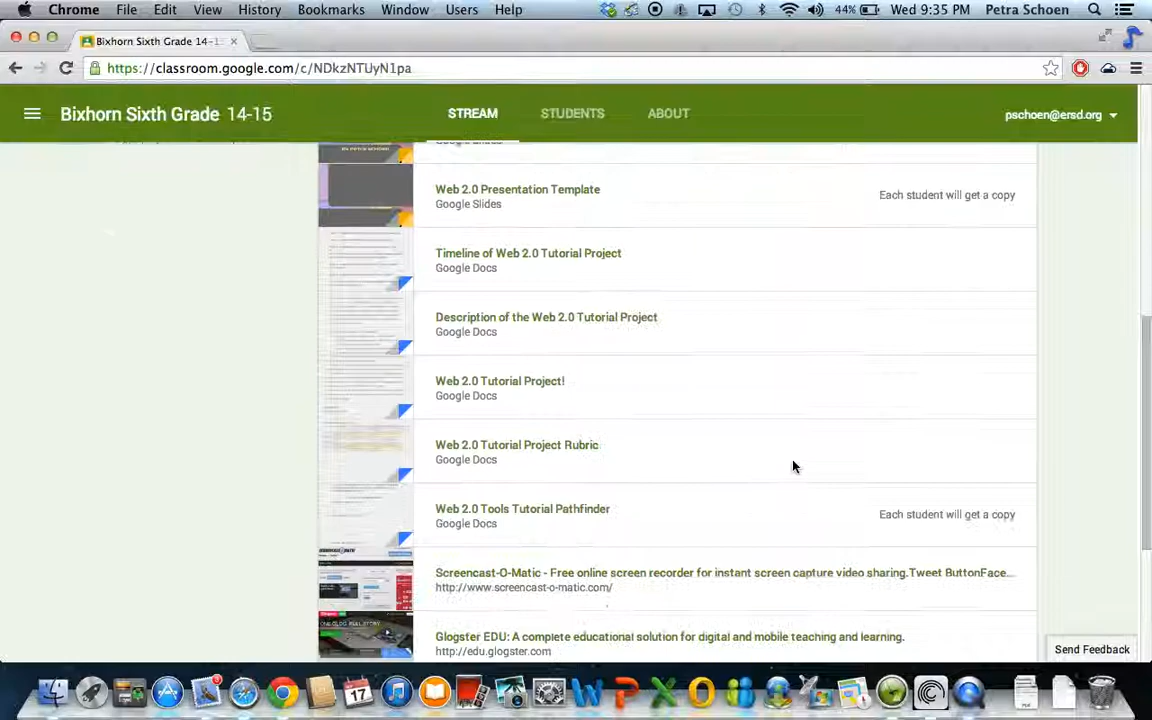 Chrome File Edit View History Bookmarks Window Users Help 44% Wed 9:35 PM Petra Schoen
Bixhorn Sixth Grade 14-1
https://classroom.google.com/c/NDkzNTUyN1pa
Bixhorn Sixth Grade 14-15 STREAM STUDENTS ABOUT pschoen@ersd.org
Web 2.0 Presentation Template
Google Slides
Each student will get a copy
Timeline of Web 2.0 Tutorial Project
Google Docs
Description of the Web 2.0 Tutorial Project
Google Docs
Web 2.0 Tutorial Project!
Google Docs
Web 2.0 Tutorial Project Rubric
Google Docs
Web 2.0 Tools Tutorial Pathfinder
Google Docs
Each student will get a copy
Screencast-O-Matic - Free online screen recorder for instant screen capture video sharing.Tweet ButtonFace...
http://www.screencast-o-matic.com/
Glogster EDU: A complete educational solution for digital and mobile teaching and learning.
http://edu.glogster.com
Send Feedback
17